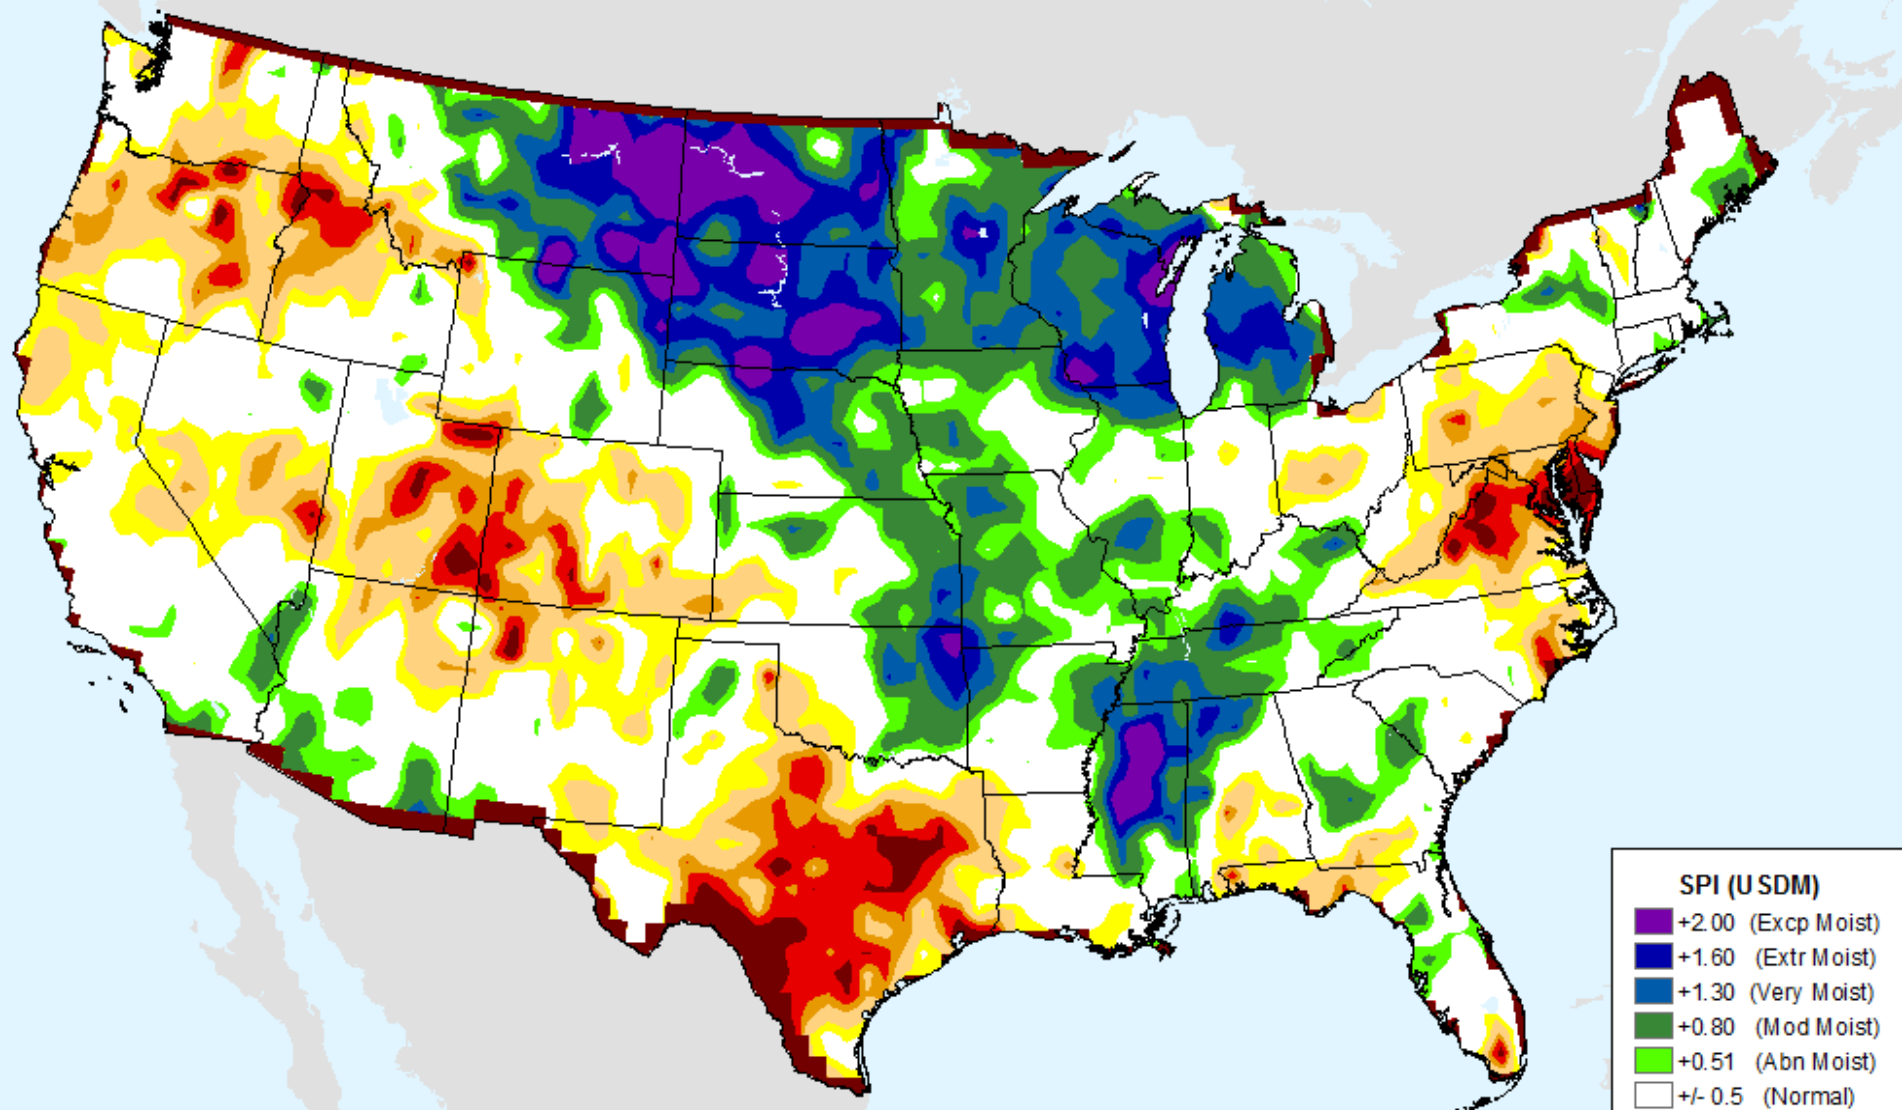 SPI (USDM)
+2.00 (Excp Moist)
+1.60 (Extr Moist)
+1.30 (Very Moist)
+0.80 (Mod Moist)
+0.51 (Abn Moist)
+/- 0.5 (Normal)